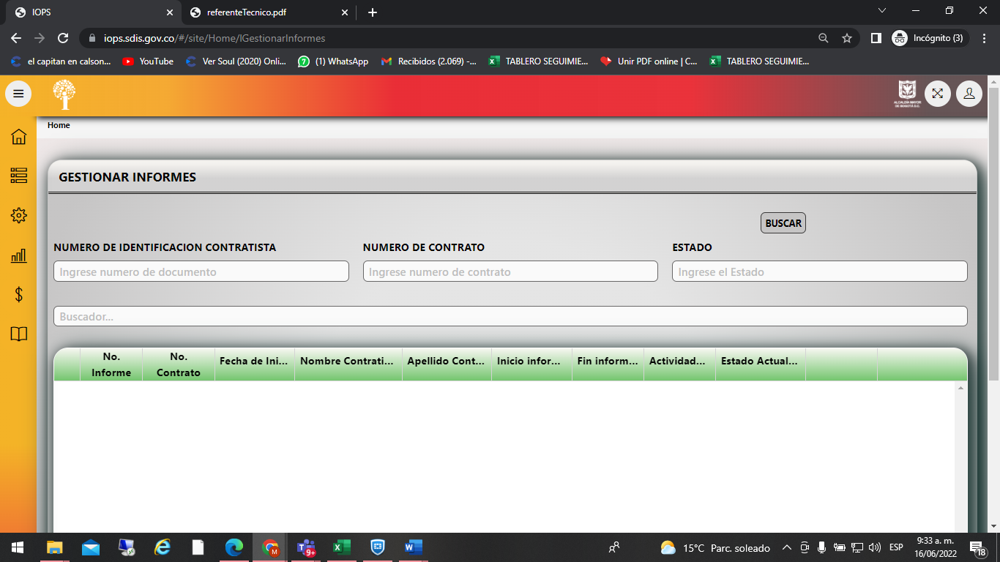 IOPS
referenteTecnico.pdf
iops.sdis.gov.co/#/site/Home/IGestionarInformes
Incógnito (3)
el capitan en calson...
YouTube
Ver Soul (2020) Onli...
7
(1) WhatsApp
Recibidos (2.069) -...
TABLERO SEGUIMIE...
Unir PDF online | C...
TABLERO SEGUIMIE...
ALCALDÍA MAYOR
DE BOGOTÁ D.C.
Home
GESTIONAR INFORMES
BUSCAR
NUMERO DE IDENTIFICACION CONTRATISTA
NUMERO DE CONTRATO
ESTADO
Ingrese numero de documento
Ingrese numero de contrato
Ingrese el Estado
Buscador...
No. Informe
No. Contrato
Fecha de Ini...
Nombre Contrati...
Apellido Cont...
Inicio infor...
Fin inform...
Actividad...
Estado Actual...
M
9+
15°C Parc. soleado
ESP
9:33 a. m.
16/06/2022
18